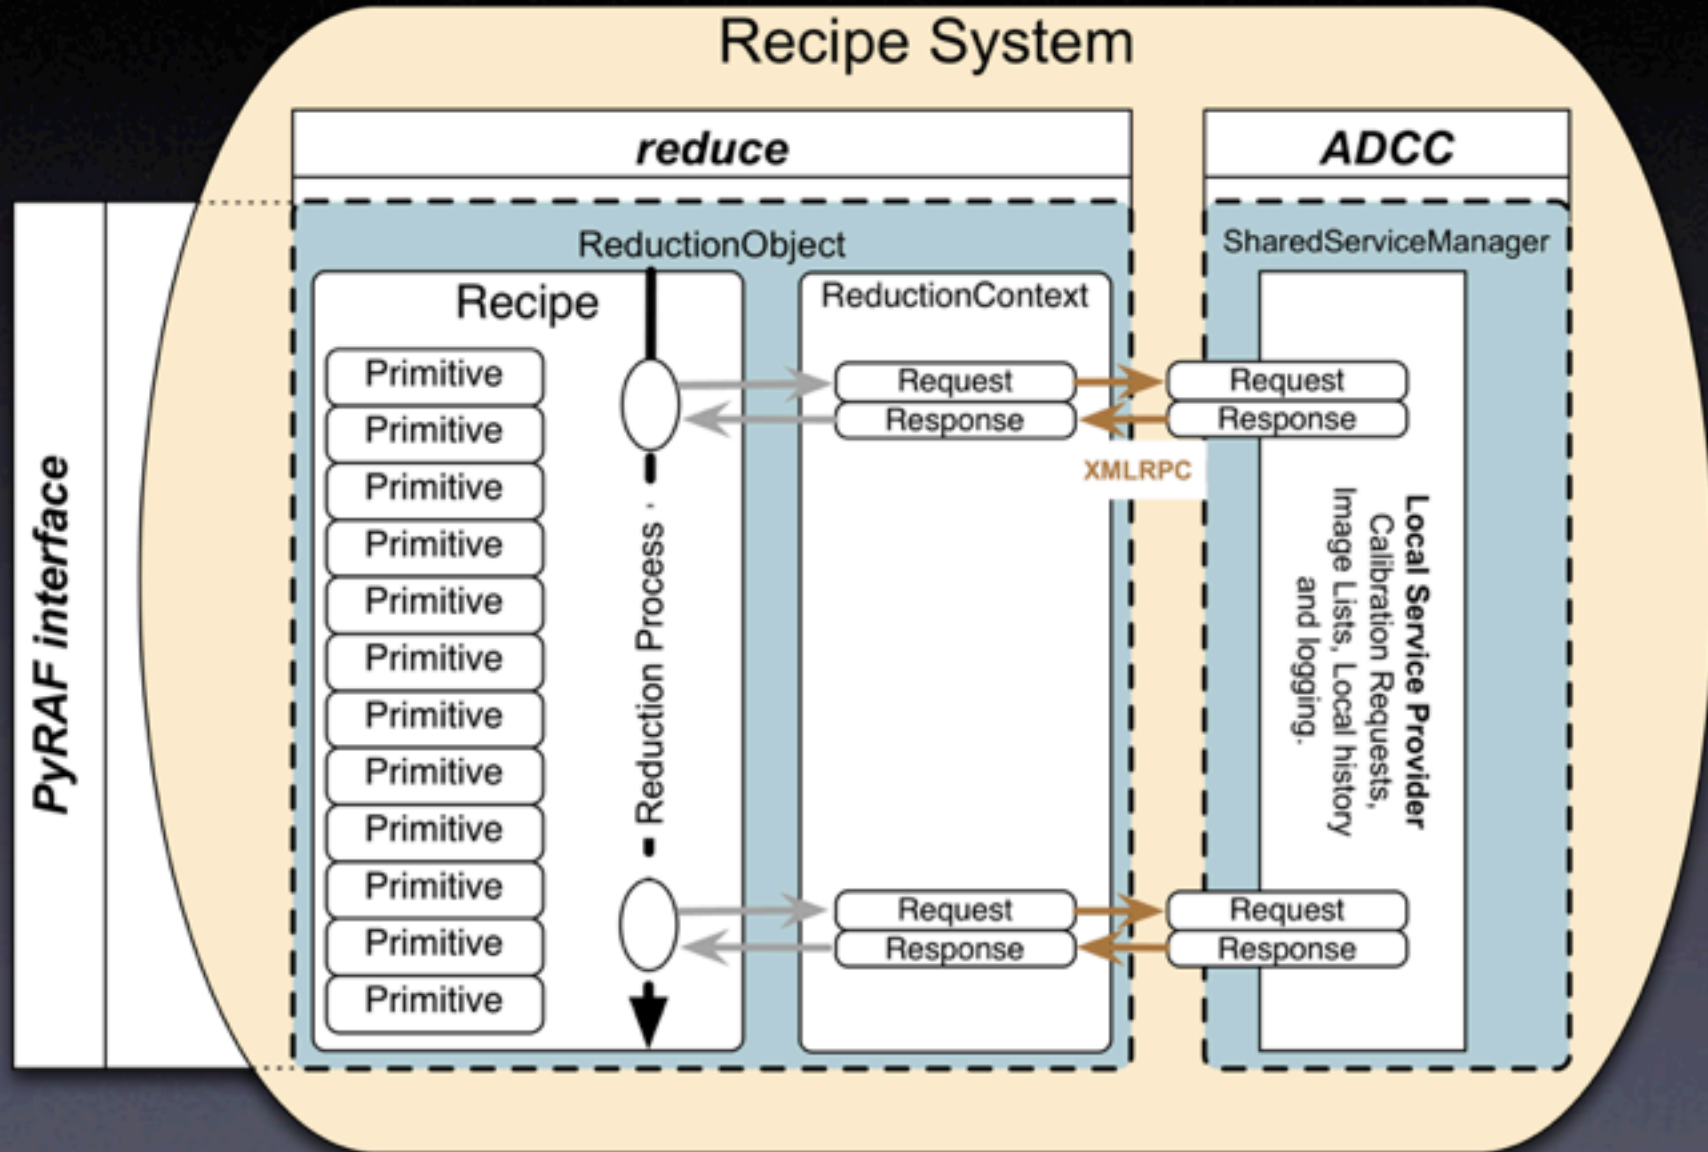 Recipe System
reduce
ADCC
PyRAF interface
ReductionObject
SharedServiceManager
Recipe
ReductionContext
Primitive
Primitive
Primitive
Primitive
Primitive
Primitive
Primitive
Primitive
Primitive
Primitive
Primitive
Primitive
Reduction Process
Request
Response
Request
Response
XMLRPC
Request
Response
Request
Response
Local Service Provider
Calibration Requests,
Image Lists, Local history
and logging.